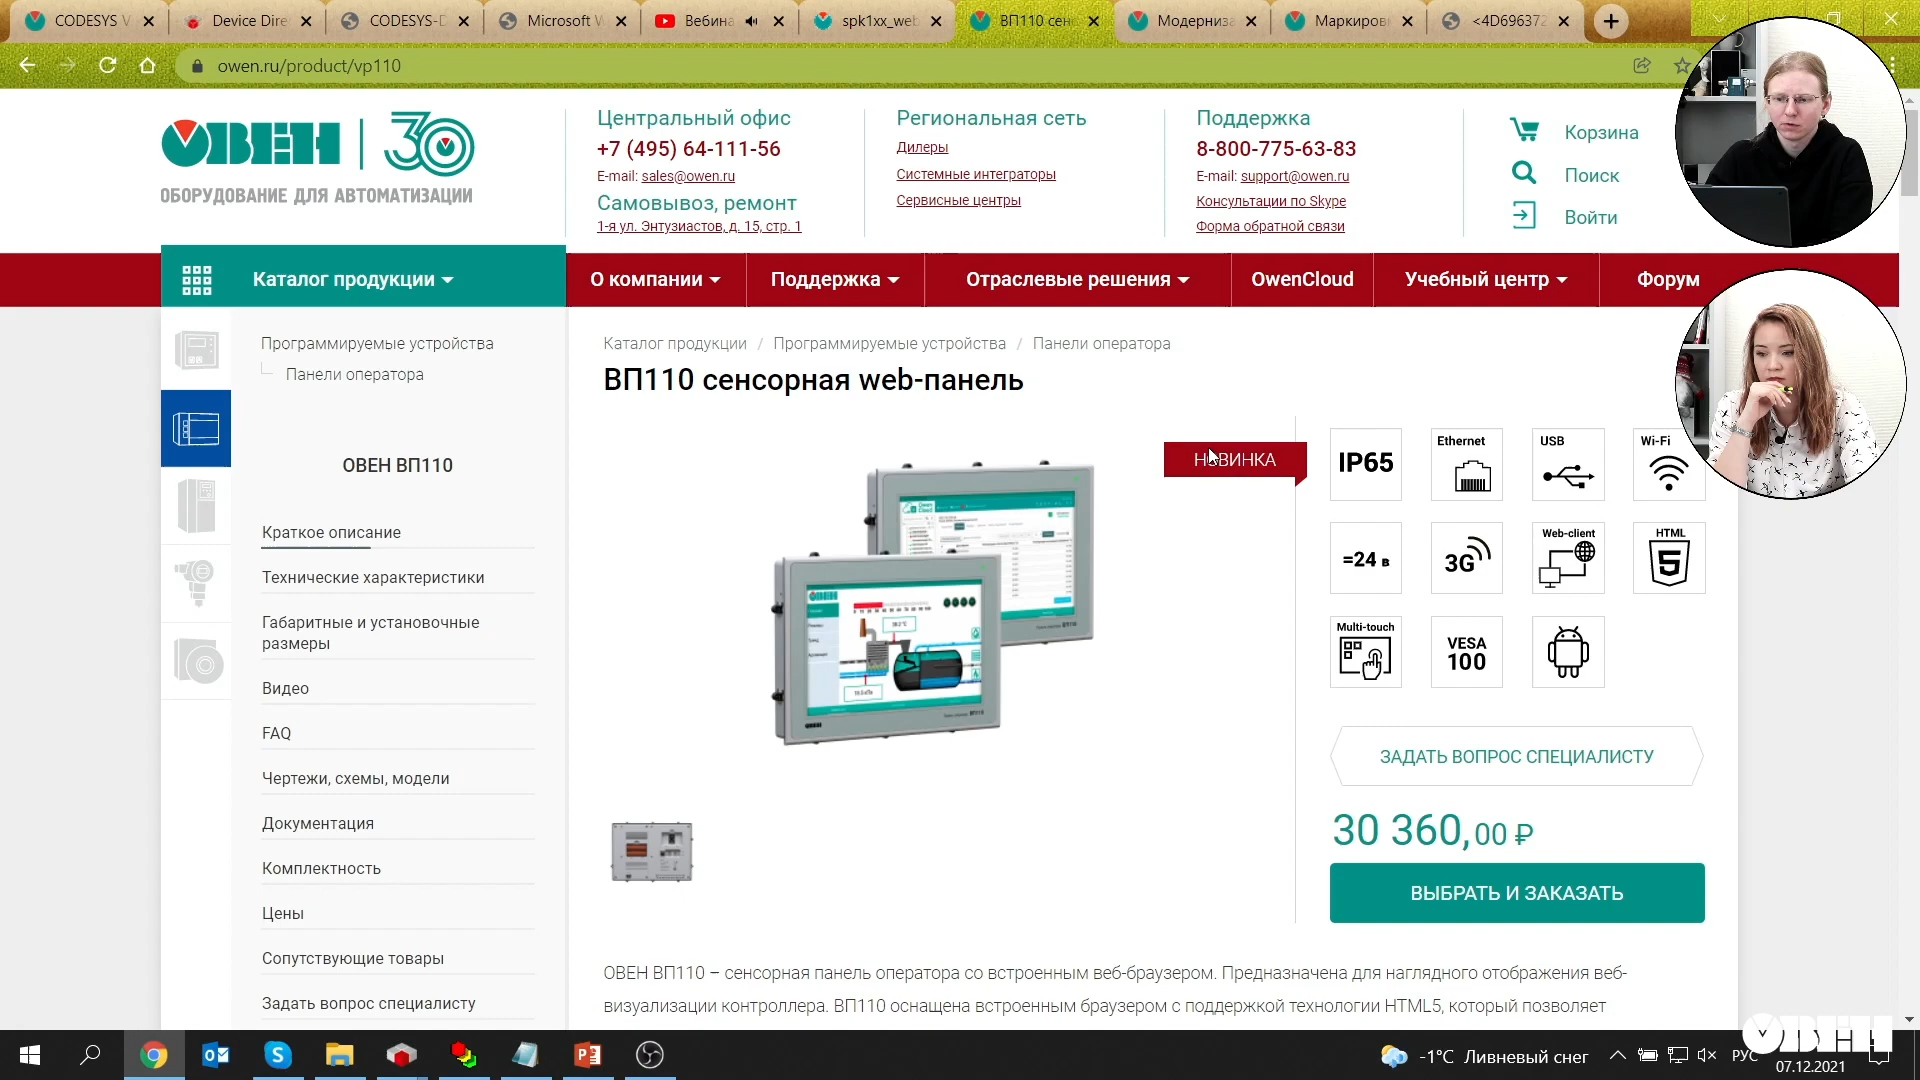 CODESYS V
Device Dire
CODESYS-D
Microsoft W
Вебина
spk1xx_web
ВП110 сен
Модерниза
Маркировк
<4D696372
owen.ru/product/vp110
ОВЕН 30
ОБОРУДОВАНИЕ ДЛЯ АВТОМАТИЗАЦИИ
Центральный офис
+7 (495) 64-111-56
E-mail: sales@owen.ru
Самовывоз, ремонт
1-я ул. Энтузиастов, д. 15, стр. 1
Региональная сеть
Дилеры
Системные интеграторы
Сервисные центры
Поддержка
8-800-775-63-83
E-mail: support@owen.ru
Консультации по Skype
Форма обратной связи
Корзина
Поиск
Войти
Каталог продукции
О компании
Поддержка
Отраслевые решения
OwenCloud
Учебный центр
Форум
Программируемые устройства
Панели оператора
ОВЕН ВП110
Краткое описание
Технические характеристики
Габаритные и установочные
размеры
Видео
FAQ
Чертежи, схемы, модели
Документация
Комплектность
Цены
Сопутствующие товары
Задать вопрос специалисту
Каталог продукции / Программируемые устройства / Панели оператора
ВП110 сенсорная web-панель
НОВИНКА
IP65
Ethernet
USB
Wi-Fi
=24 в
3G
Web-client
HTML
5
Multi-touch
VESA
100
ЗАДАТЬ ВОПРОС СПЕЦИАЛИСТУ
30 360,00 ₽
ВЫБРАТЬ И ЗАКАЗАТЬ
ОВЕН ВП110 – сенсорная панель оператора со встроенным веб-браузером. Предназначена для наглядного отображения веб-
визуализации контроллера. ВП110 оснащена встроенным браузером с поддержкой технологии HTML5, который позволяет
-1°C Ливневый снег
РУС
07.12.2021
ОВЕН